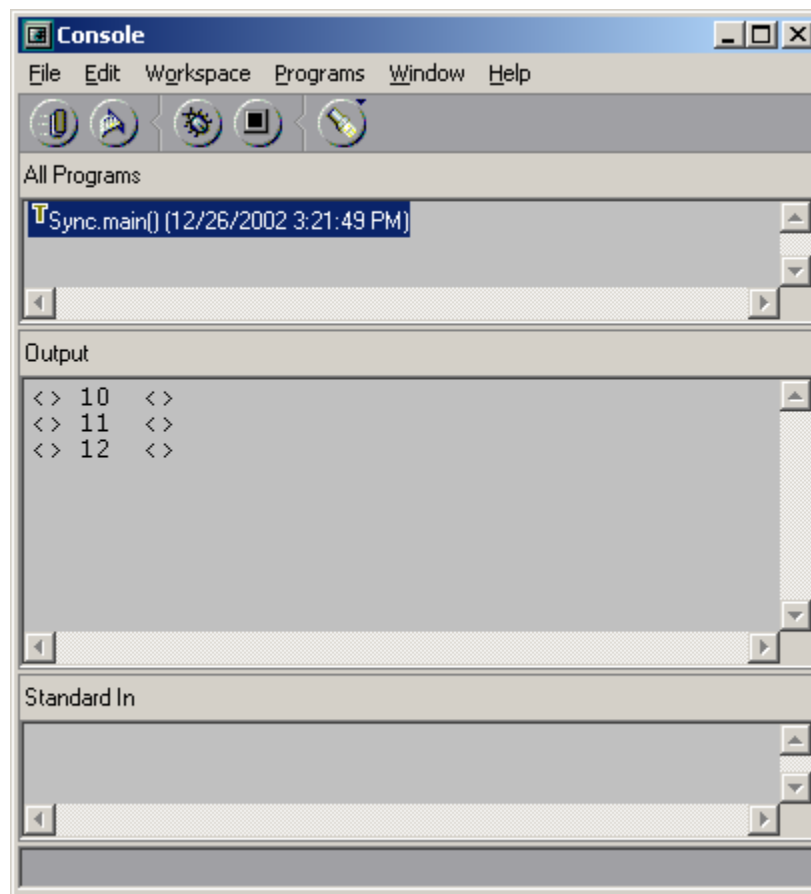 Console
File Edit Workspace Programs Window Help
All Programs
TSync.main() (12/26/2002 3:21:49 PM)
Output
<> 10 <>
<> 11 <>
<> 12 <>
Standard In